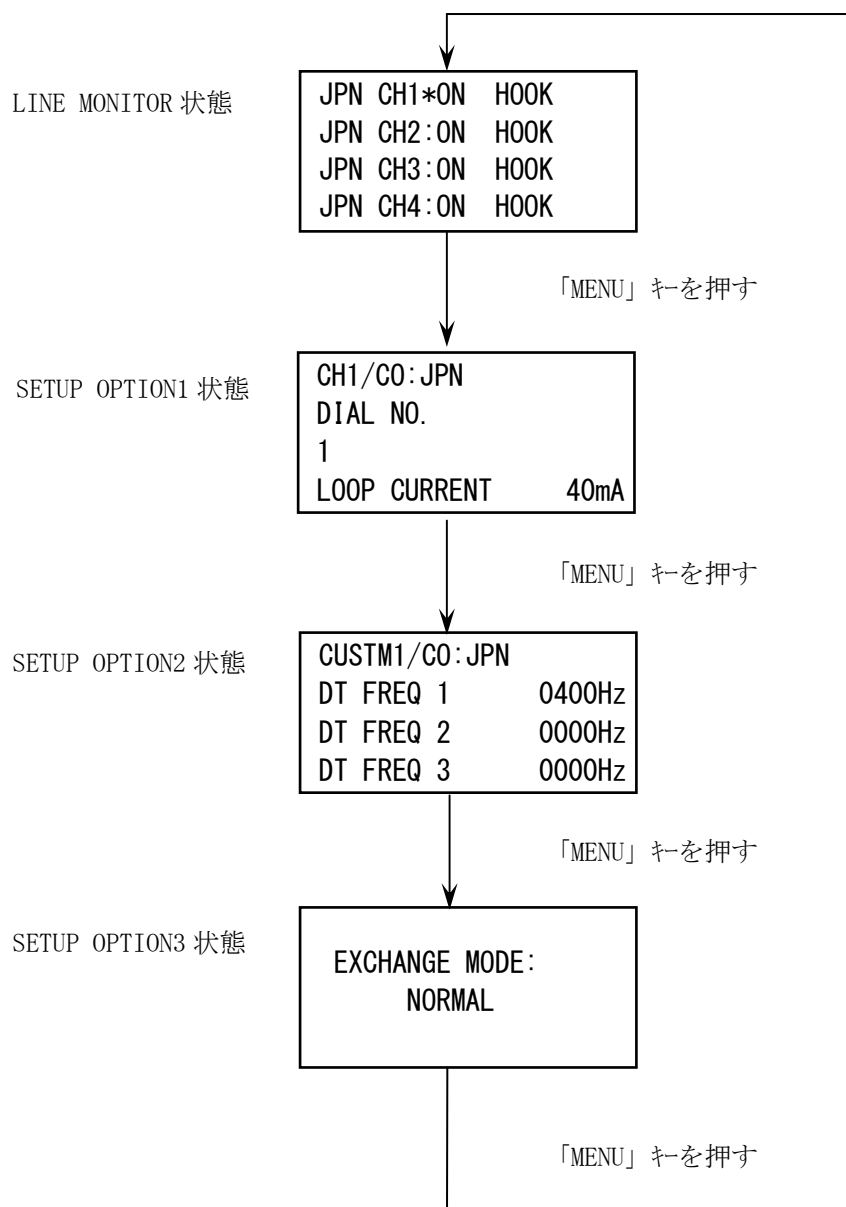 LINE MONITOR 状態
JPN CH1*ON HOOK
JPN CH2:ON HOOK
JPN CH3:ON HOOK
JPN CH4:ON HOOK
「MENU」キーを押す
SETUP OPTION1 状態
CH1/CO:JPN
DIAL NO.
1
LOOP CURRENT 40mA
「MENU」キーを押す
SETUP OPTION2 状態
CUSTM1/CO:JPN
DT FREQ 1 0400Hz
DT FREQ 2 0000Hz
DT FREQ 3 0000Hz
「MENU」キーを押す
SETUP OPTION3 状態
EXCHANGE MODE:
NORMAL
「MENU」キーを押す